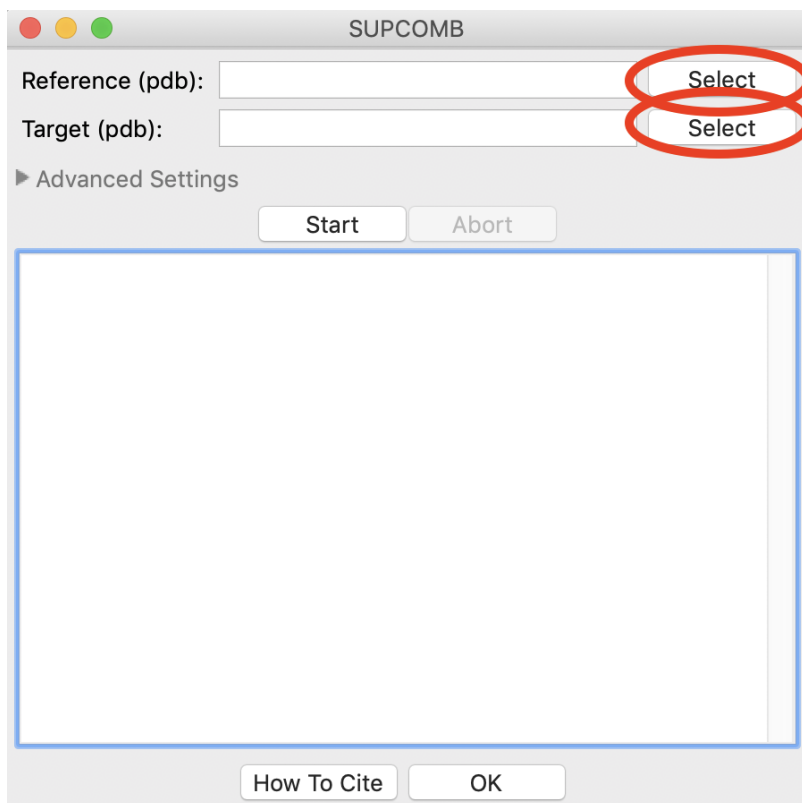 SUPCOMB
Reference (pdb): Select
Target (pdb): Select
Advanced Settings
Start Abort
How To Cite OK